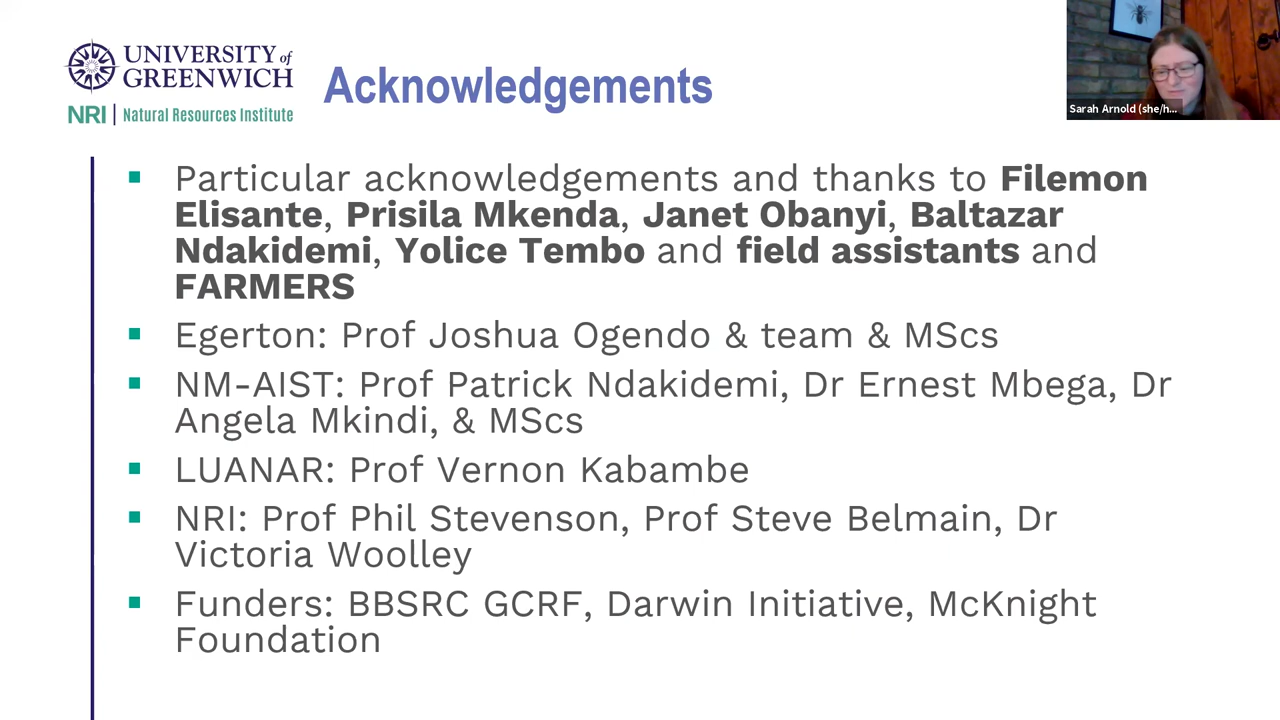 UNIVERSITY of
GREENWICH
NRI | Natural Resources Institute
Acknowledgements
Sarah Arnold (she/h...
Particular acknowledgements and thanks to Filemon
Elisante, Prisila Mkenda, Janet Obanyi, Baltazar
Ndakidemi, Yolice Tembo and field assistants and
FARMERS
Egerton: Prof Joshua Ogendo & team & MScs
NM-AIST: Prof Patrick Ndakidemi, Dr Ernest Mbega, Dr
Angela Mkindi, & MScs
LUANAR: Prof Vernon Kabambe
NRI: Prof Phil Stevenson, Prof Steve Belmain, Dr
Victoria Woolley
Funders: BBSRC GCRF, Darwin Initiative, McKnight
Foundation